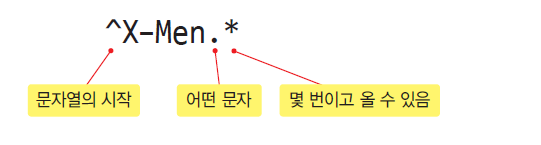 ^X-Men.*
문자열의 시작
어떤 문자
몇 번이고 올 수 있음